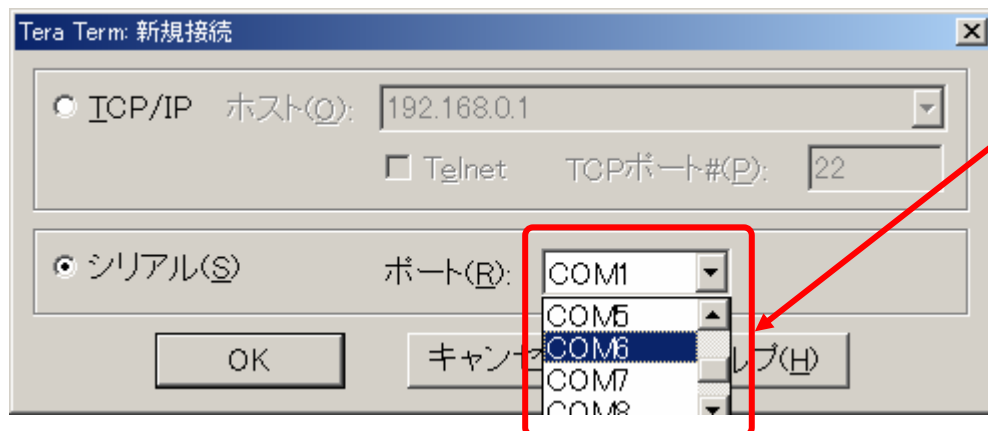 Tera Term: 新規接続
TCP/IP ホスト(O): 192.168.0.1
Telnet TCPポート#(P): 22
シリアル(S) ポート(R): COM1
COM5
OK キャンセ COM6 ルプ(H)
COM7
COM8